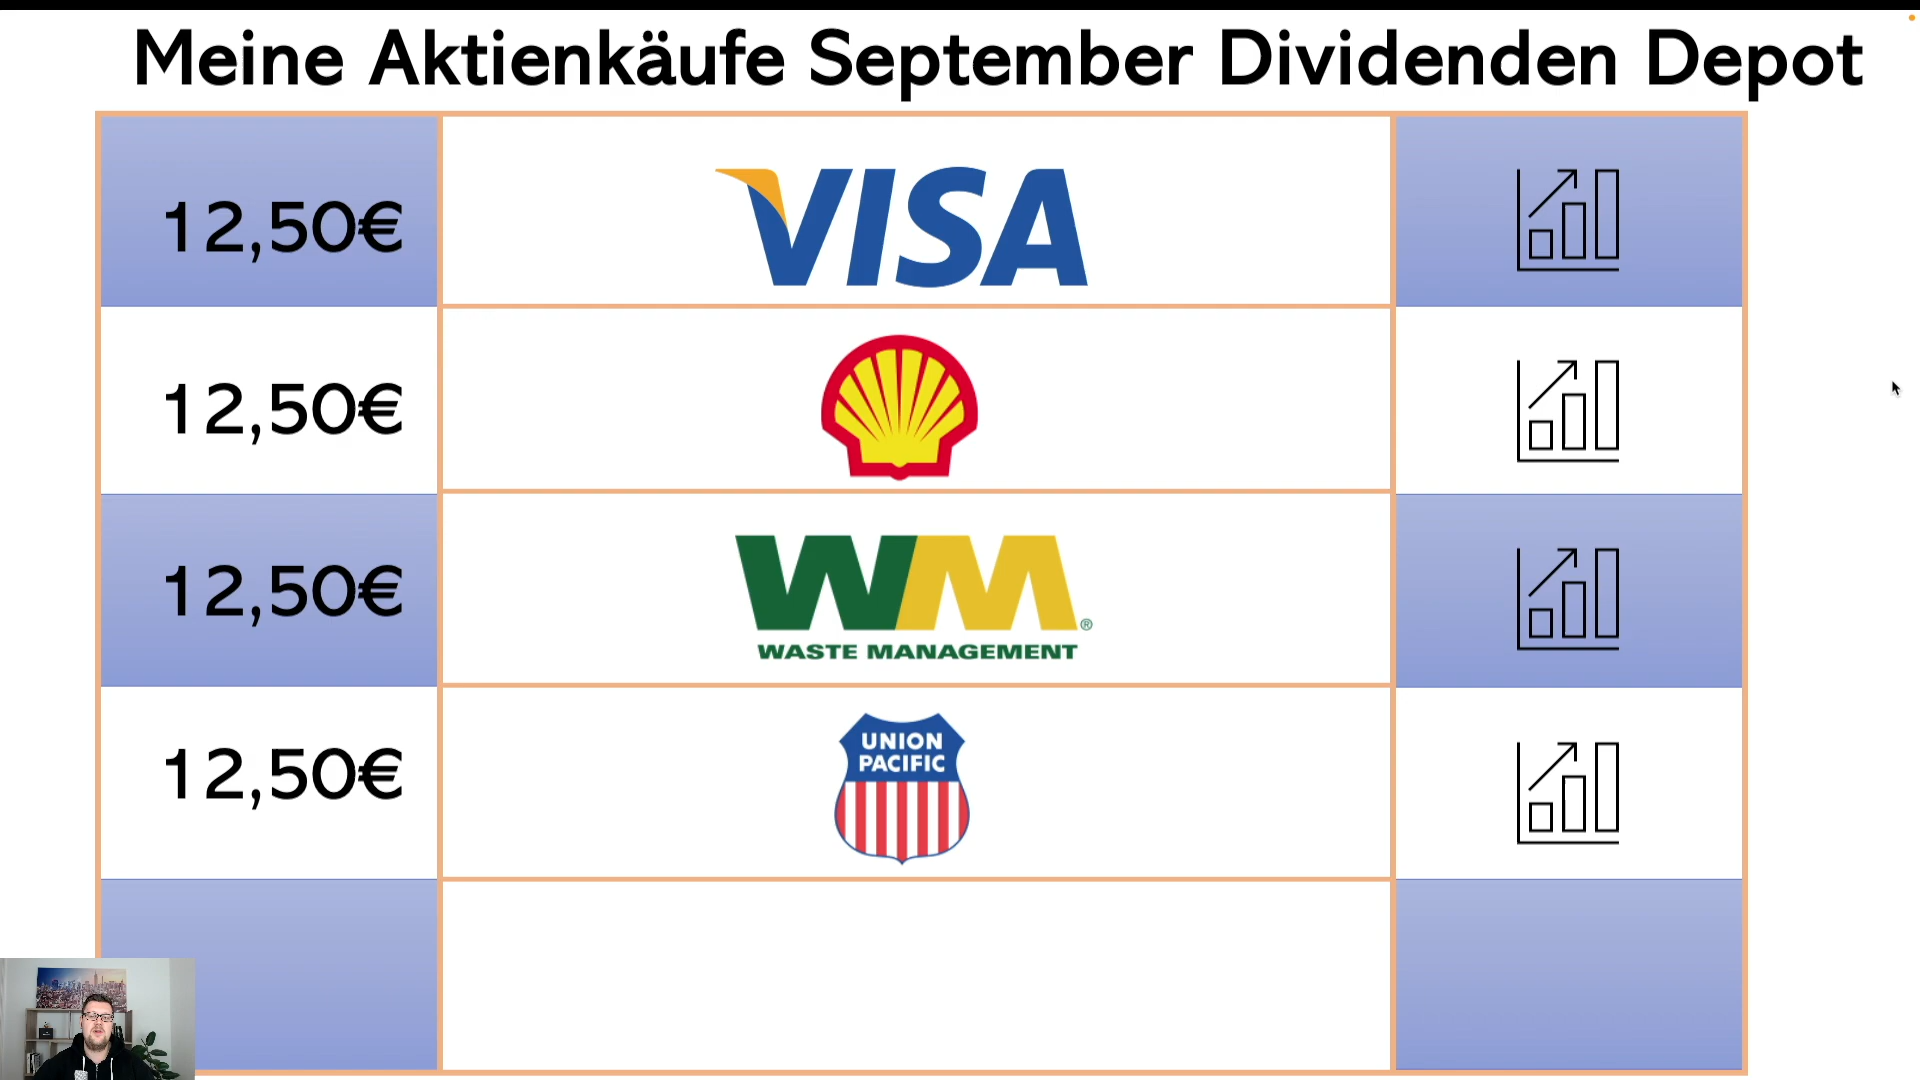 Meine Aktienkäufe September Dividenden Depot
12,50€
VISA
12,50€
12,50€
WM®
WASTE MANAGEMENT
12,50€
UNION
PACIFIC